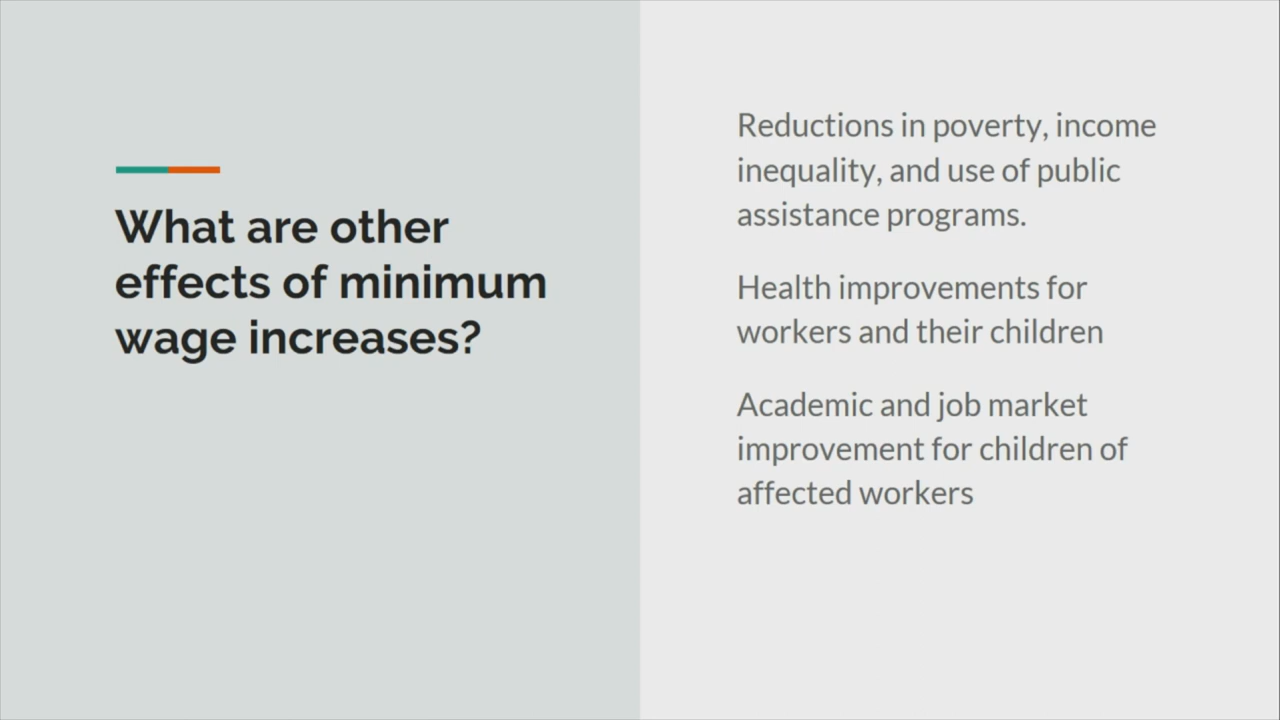 What are other
effects of minimum
wage increases?
Reductions in poverty, income
inequality, and use of public
assistance programs.
Health improvements for
workers and their children
Academic and job market
improvement for children of
affected workers